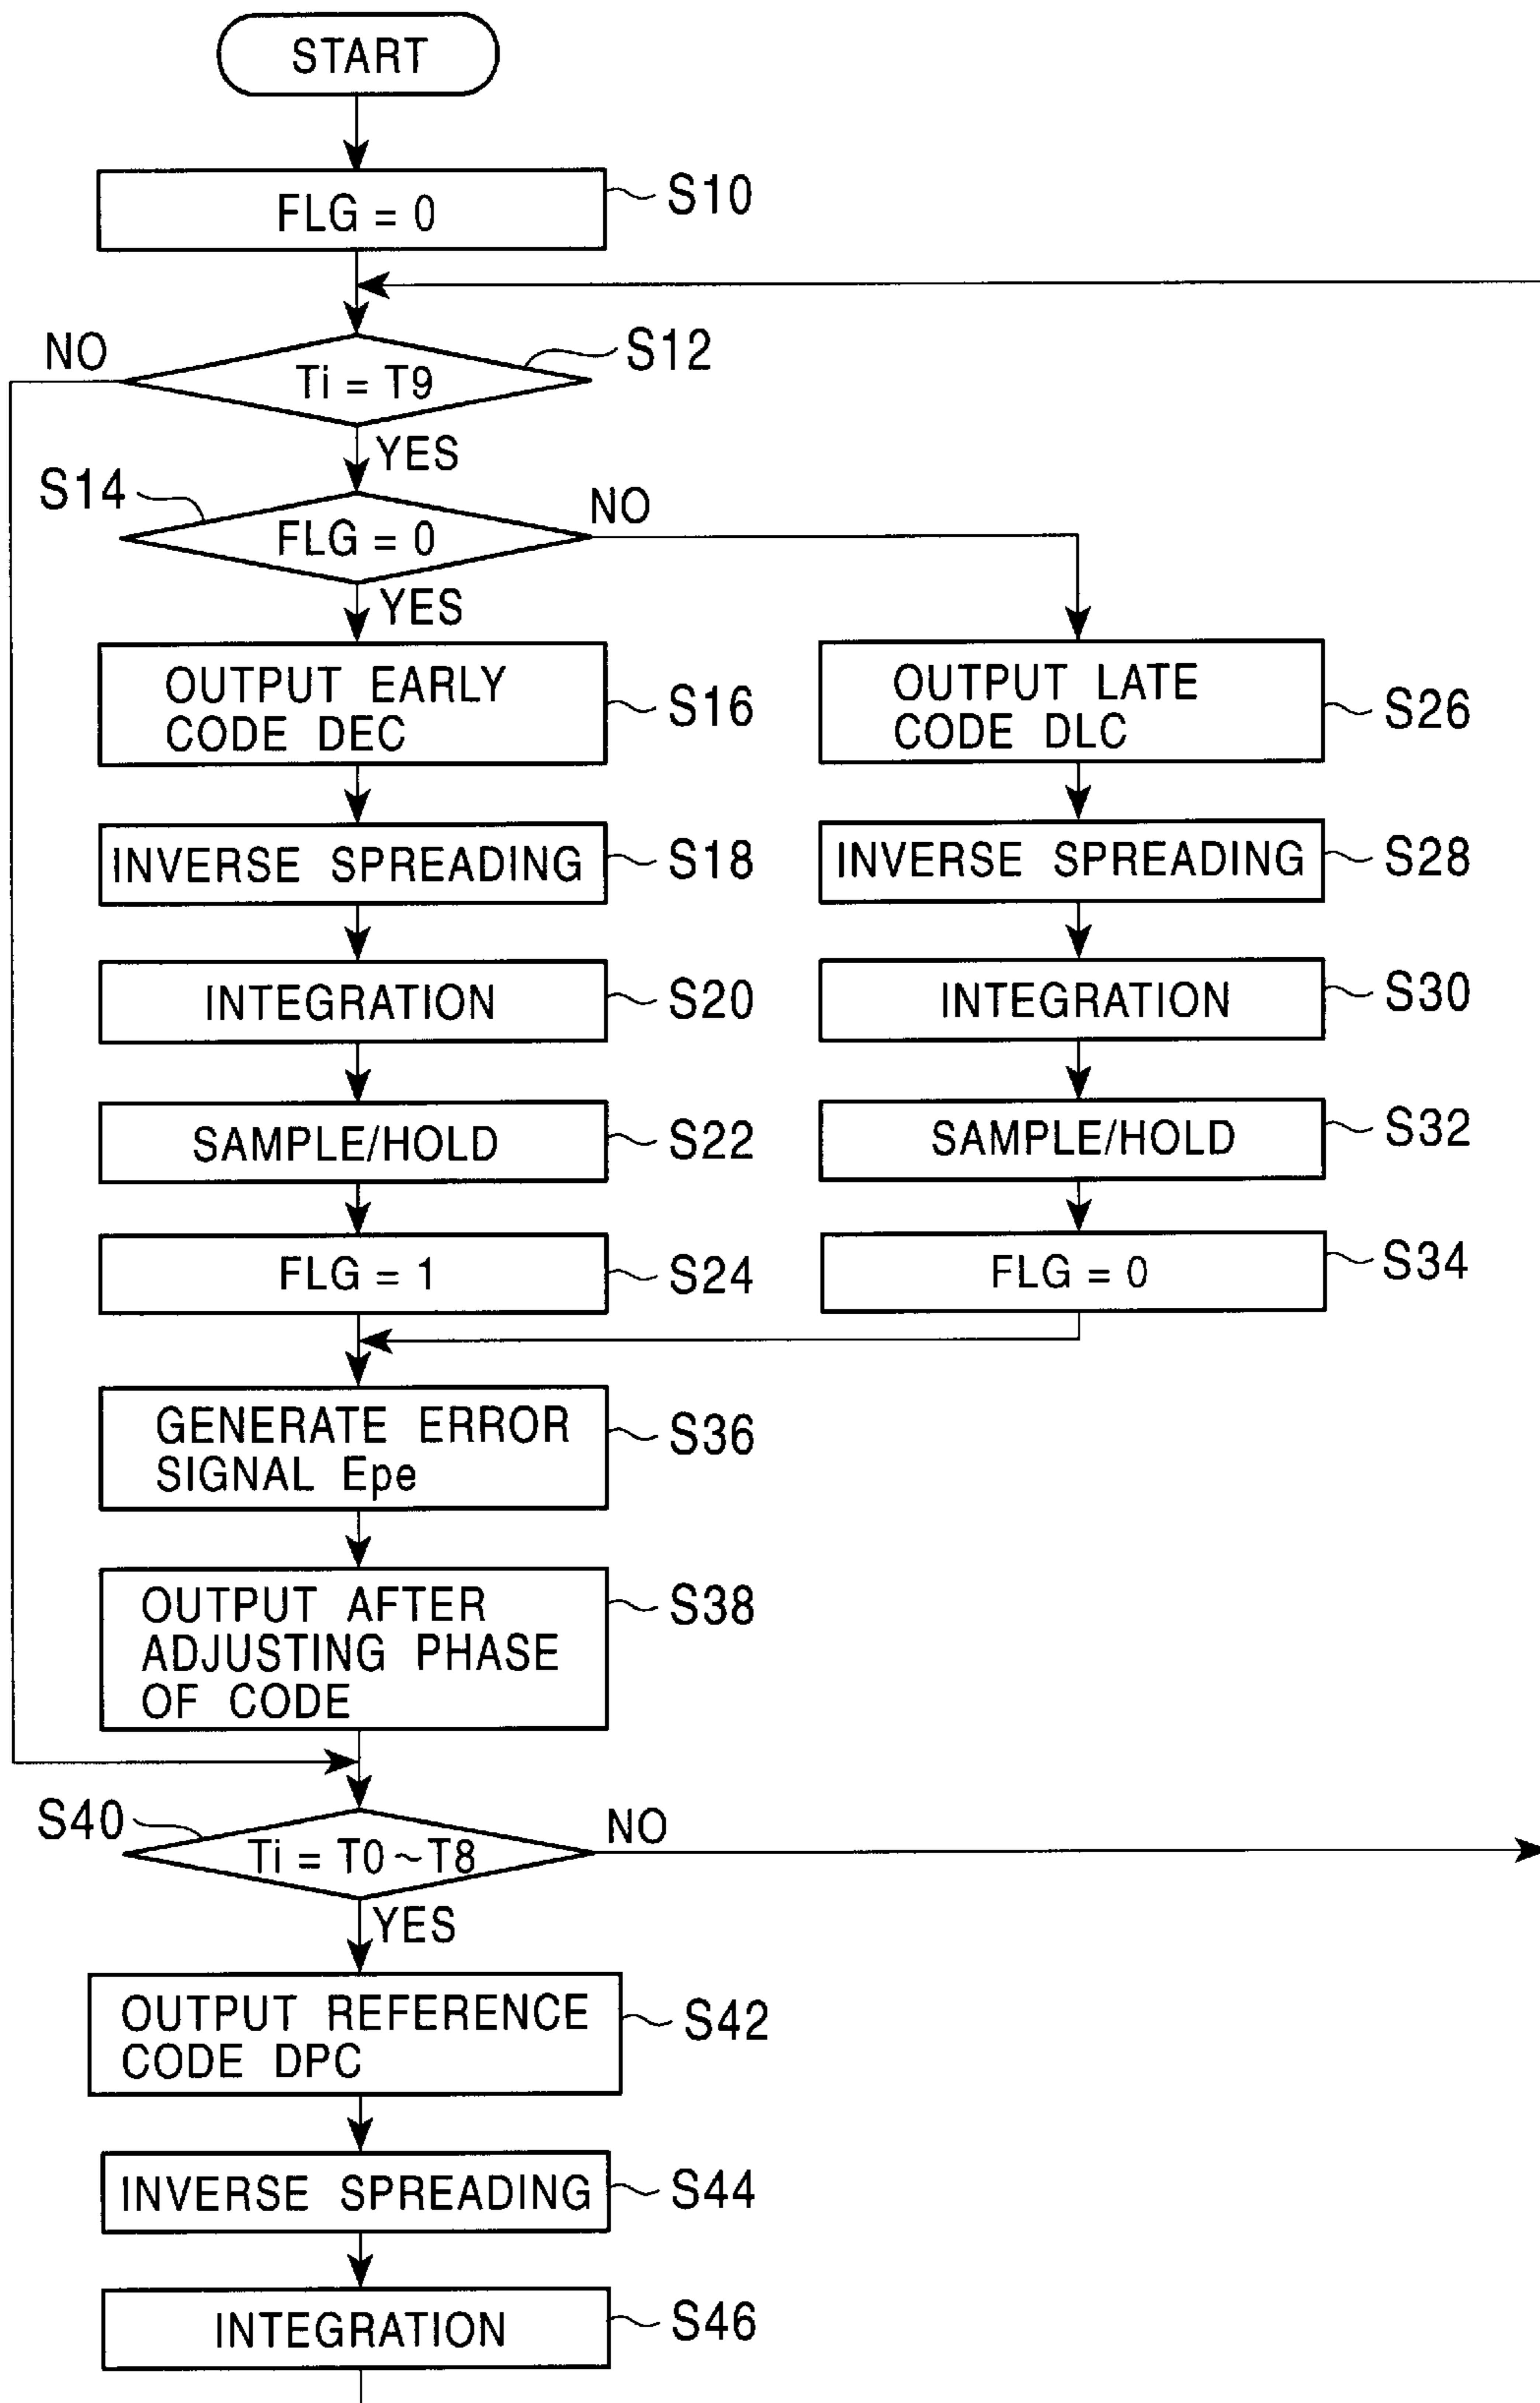 START
FLG = 0
S10
NO
Ti = T9
S12
YES
S14
FLG = 0
NO
YES
OUTPUT EARLY
CODE DEC
S16
OUTPUT LATE
CODE DLC
S26
INVERSE SPREADING
S18
INVERSE SPREADING
S28
INTEGRATION
S20
INTEGRATION
S30
SAMPLE/HOLD
S22
SAMPLE/HOLD
S32
FLG = 1
S24
FLG = 0
S34
GENERATE ERROR
SIGNAL Epe
S36
OUTPUT AFTER
ADJUSTING PHASE
OF CODE
S38
S40
Ti = T0 ~ T8
NO
YES
OUTPUT REFERENCE
CODE DPC
S42
INVERSE SPREADING
S44
INTEGRATION
S46